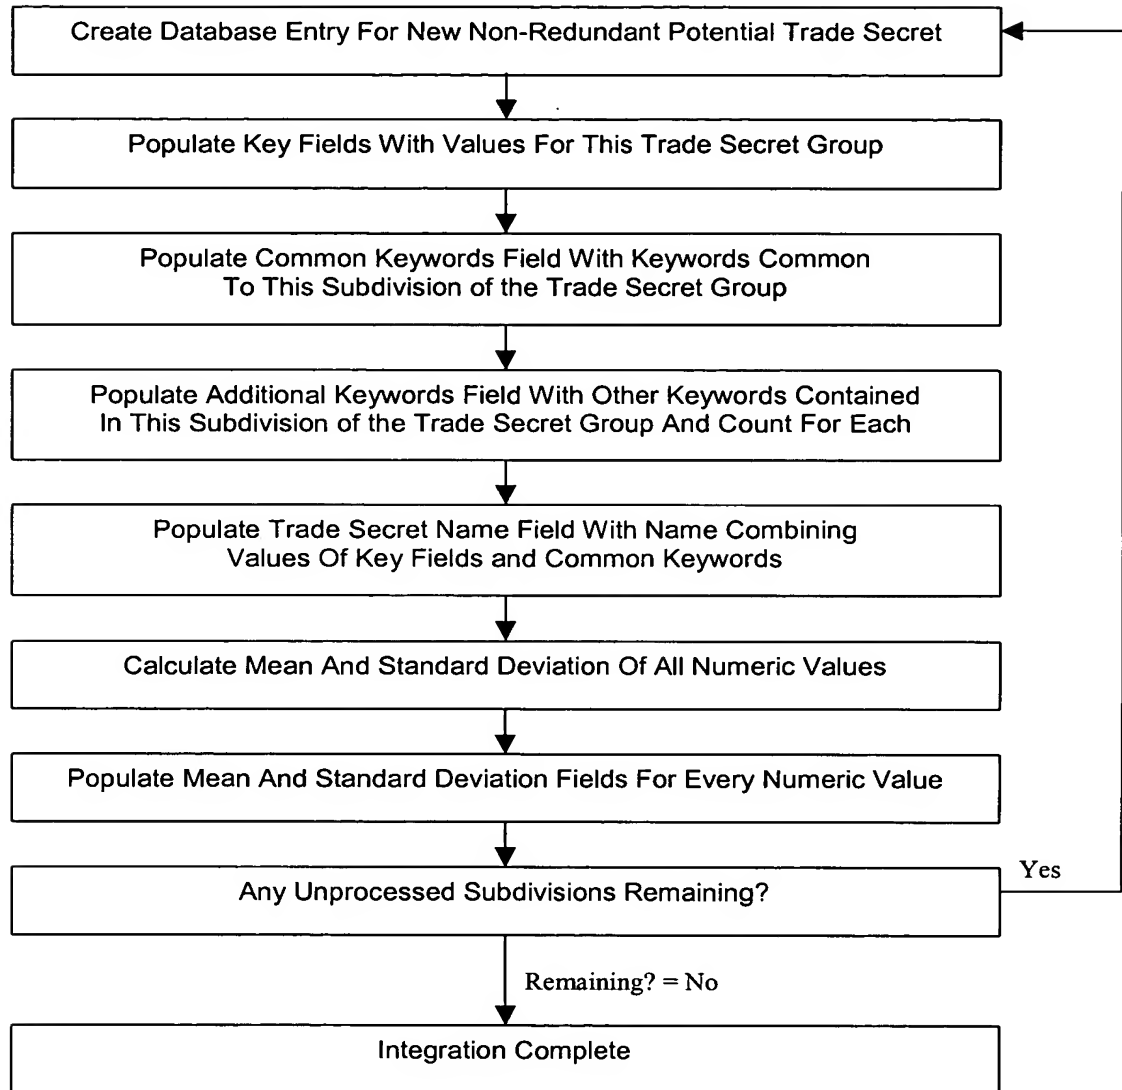 Create Database Entry For New Non-Redundant Potential Trade Secret
Populate Key Fields With Values For This Trade Secret Group
Populate Common Keywords Field With Keywords Common
To This Subdivision of the Trade Secret Group
Populate Additional Keywords Field With Other Keywords Contained
In This Subdivision of the Trade Secret Group And Count For Each
Populate Trade Secret Name Field With Name Combining
Values Of Key Fields and Common Keywords
Calculate Mean And Standard Deviation Of All Numeric Values
Populate Mean And Standard Deviation Fields For Every Numeric Value
Any Unprocessed Subdivisions Remaining?
Yes
Remaining? = No
Integration Complete